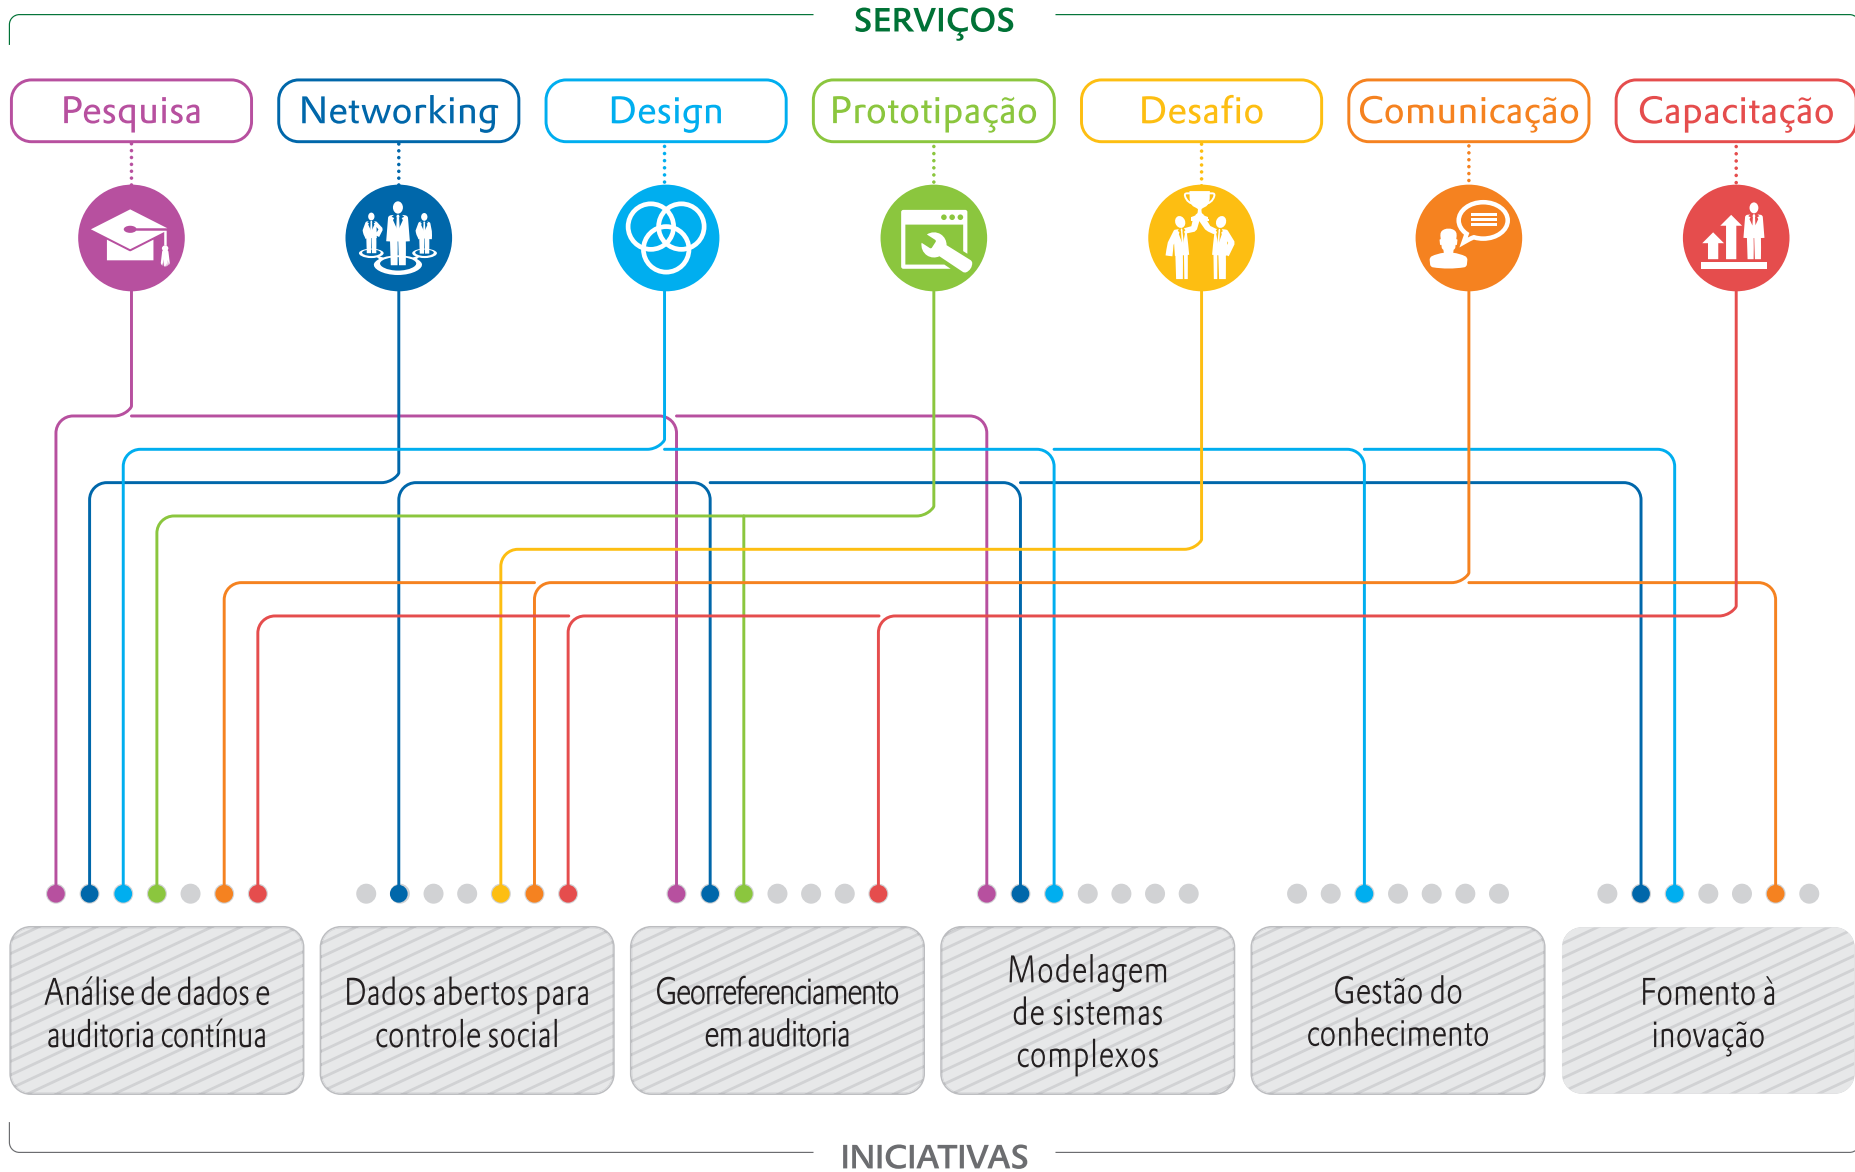 SERVIÇOS
Pesquisa
Networking
Design
Prototipação
Desafio
Comunicação
Capacitação
Análise de dados e
auditoria contínua
Dados abertos para
controle social
Georreferenciamento
em auditoria
Modelagem
de sistemas
complexos
Gestão do
conhecimento
Fomento à
inovação
INICIATIVAS